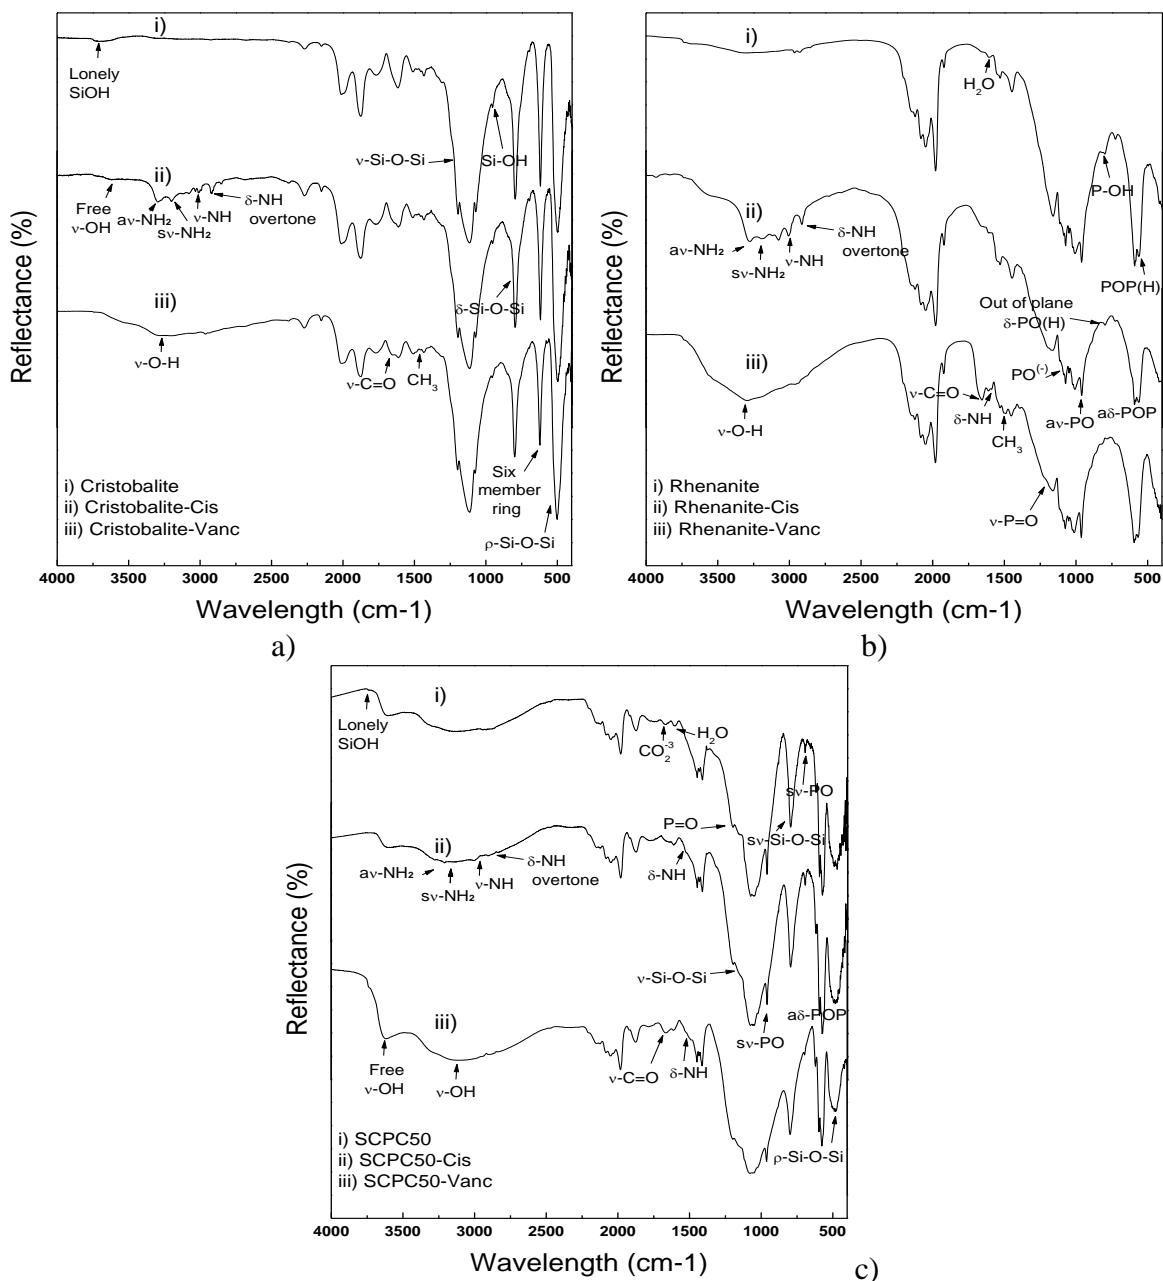 i)
Lonely
SiOH
ν-Si-O-Si
Si-OH
ii)
Free
ν-OH
aν-NH₂
sν-NH₂
ν-NH
δ-NH
overtone
δ-Si-O-Si
iii)
ν-O-H
ν-C=O
CH₃
Six
member
ring
ρ-Si-O-Si
i) Cristobalite
ii) Cristobalite-Cis
iii) Cristobalite-Vanc
Reflectance (%)
4000 3500 3000 2500 2000 1500 1000 500
Wavelength (cm-1)
a)
i)
H₂O
P-OH
POP(H)
ii)
aν-NH₂
sν-NH₂
ν-NH
δ-NH
overtone
Out of plane
δ-PO(H)
PO⁽⁻⁾
aν-PO
aδ-POP
iii)
ν-O-H
ν-C=O
δ-NH
CH₃
ν-P=O
i) Rhenanite
ii) Rhenanite-Cis
iii) Rhenanite-Vanc
Reflectance (%)
4000 3500 3000 2500 2000 1500 1000 500
Wavelength (cm-1)
b)
i)
Lonely
SiOH
CO₂⁻³
H₂O
sν-PO
P=O
sν-Si-O-Si
ii)
aν-NH₂
sν-NH₂
ν-NH
δ-NH
overtone
δ-NH
ν-Si-O-Si
sν-PO
aδ-POP
iii)
Free
ν-OH
ν-OH
ν-C=O
δ-NH
ρ-Si-O-Si
i) SCPC50
ii) SCPC50-Cis
iii) SCPC50-Vanc
Reflectance (%)
4000 3500 3000 2500 2000 1500 1000 500
Wavelength (cm-1)
c)